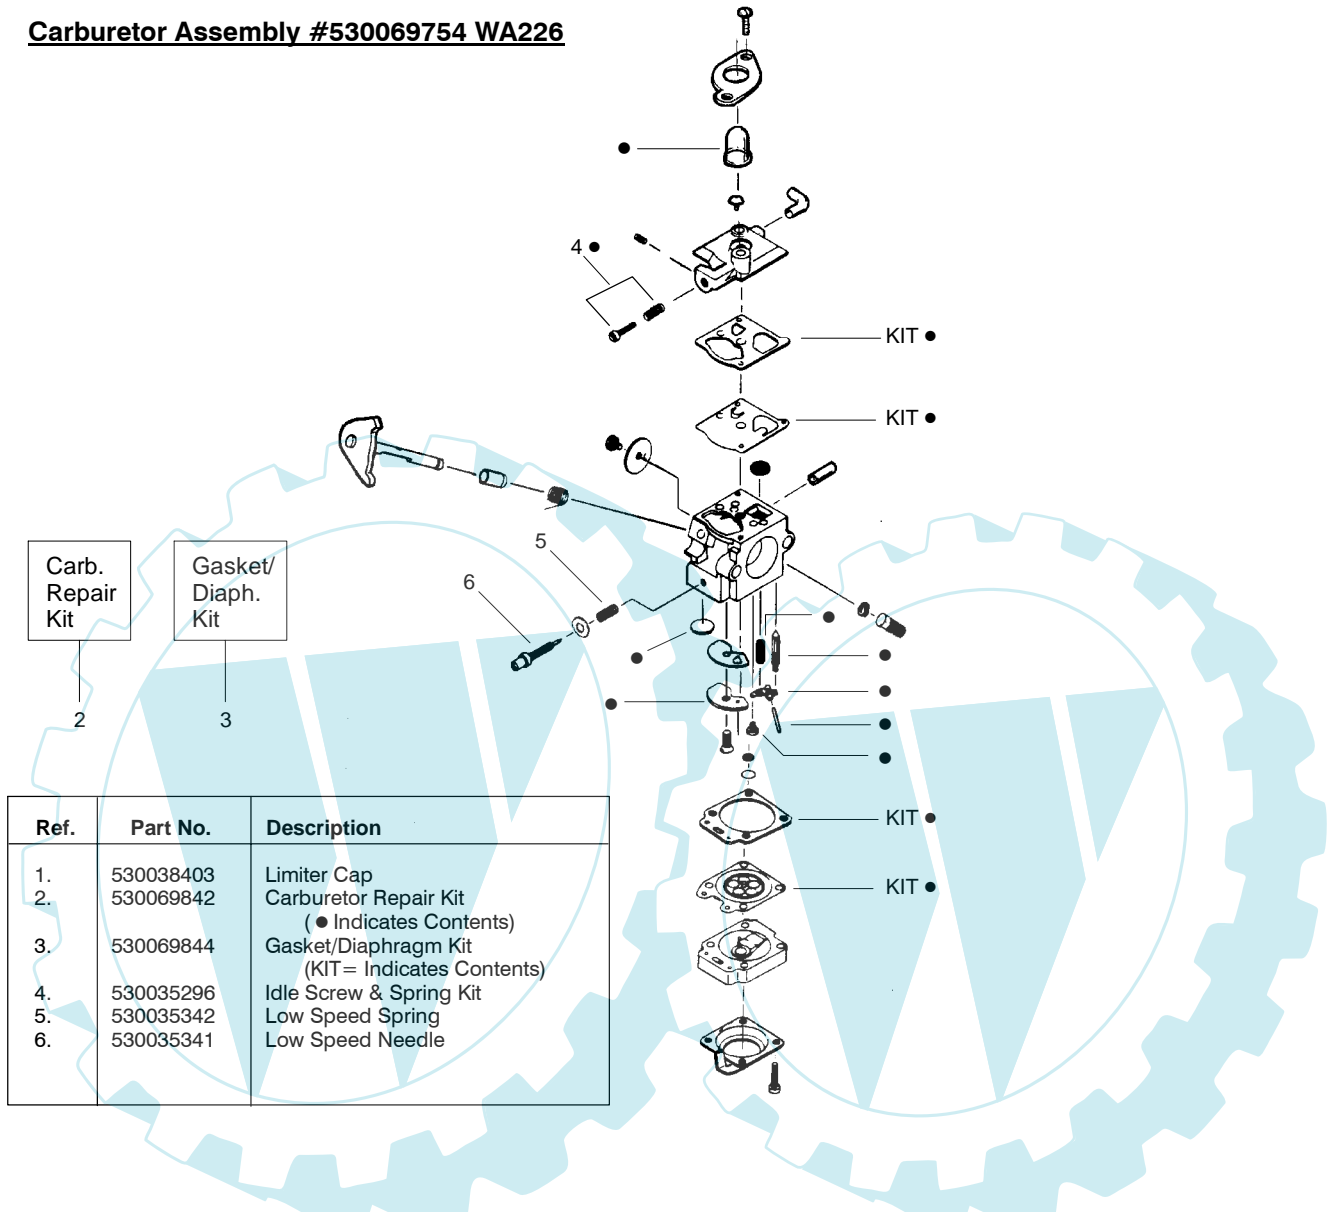 Carburetor Assembly #530069754 WA226
●
4 ●
KIT ●
KIT ●
5
6
●
●
●
●
●
●
●
●
Carb.
Repair
Kit
Gasket/
Diaph.
Kit
2
3
KIT ●
KIT ●
Ref. Part No. Description
1. 530038403 Limiter Cap
2. 530069842 Carburetor Repair Kit
( ● Indicates Contents)
3. 530069844 Gasket/Diaphragm Kit
(KIT= Indicates Contents)
4. 530035296 Idle Screw & Spring Kit
5. 530035342 Low Speed Spring
6. 530035341 Low Speed Needle